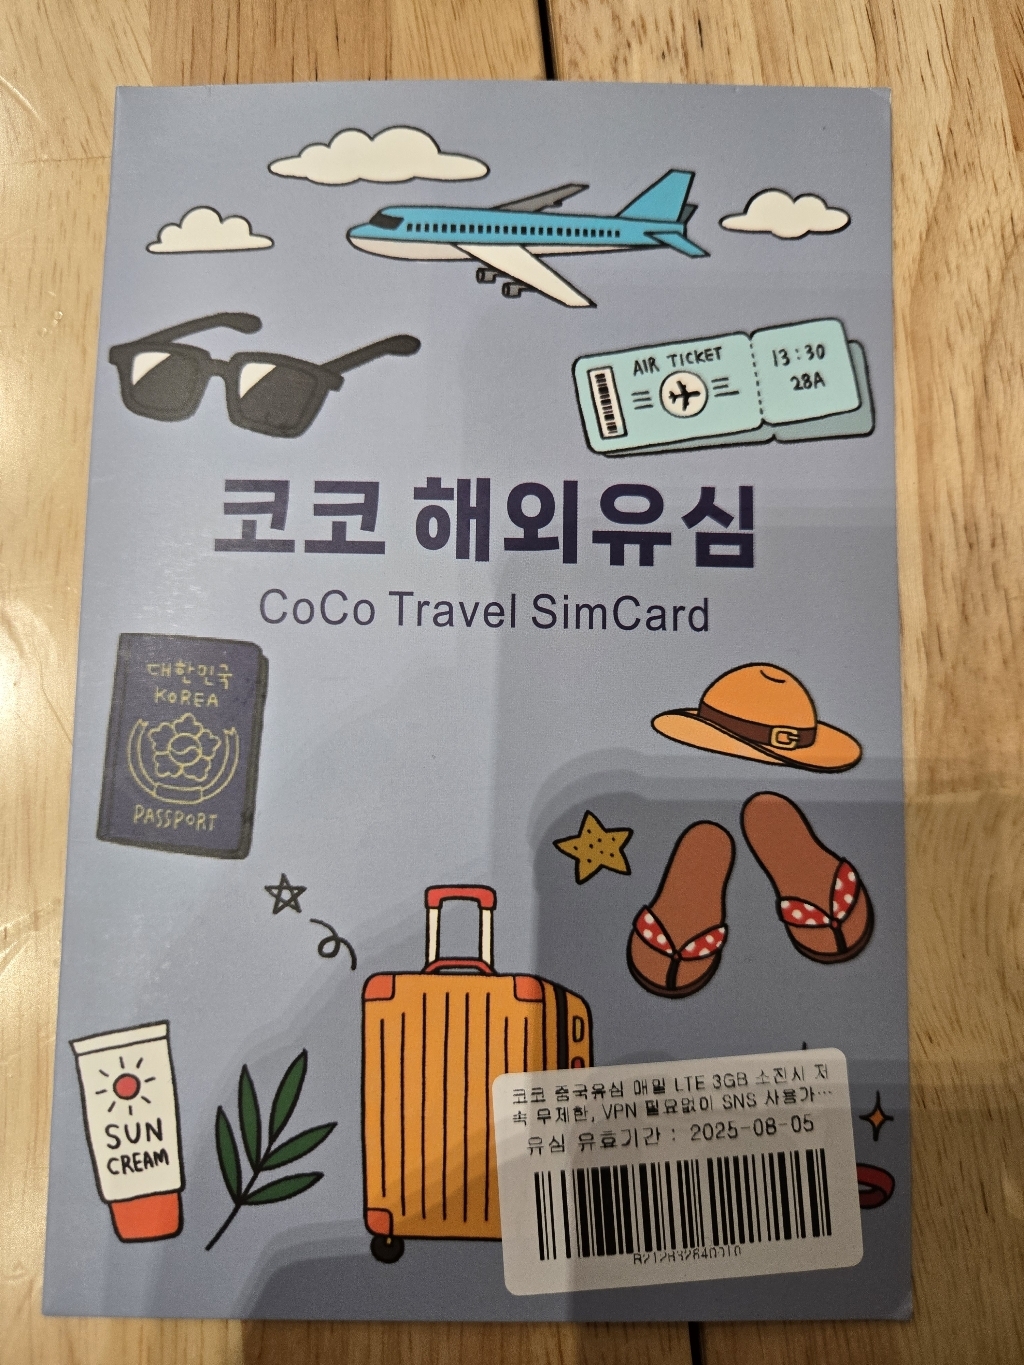 AIR TICKET
13:30
28A
코코 해외유심
CoCo Travel SimCard
대한민국
KOREA
PASSPORT
SUN
CREAM
코코 중국유심 매일 LTE 3GB 소진시 저
속 무제한, VPN 필요없이 SNS 사용가…
유심 유효기간 : 2025-08-05